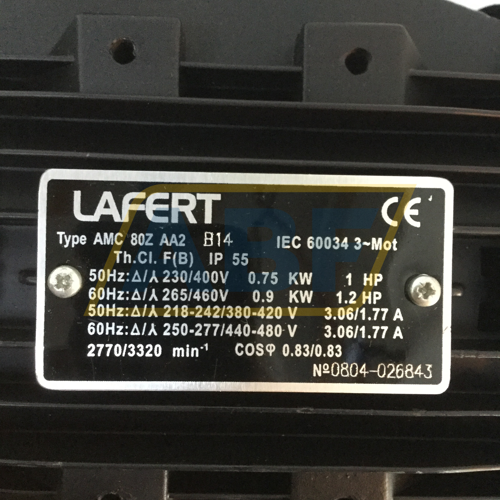 LAFERT CE
Type AMC 80Z AA2 B14 IEC 60034 3~Mot
Th.Cl. F(B) IP 55
50Hz:Δ/⅄ 230/400V 0.75 KW 1 HP
60Hz:Δ/⅄ 265/460V 0.9 KW 1.2 HP
50Hz:Δ/⅄ 218-242/380-420 V 3.06/1.77 A
60Hz:Δ/⅄ 250-277/440-480 V 3.06/1.77 A
2770/3320 min⁻¹ COSφ 0.83/0.83
Nº0804-026843